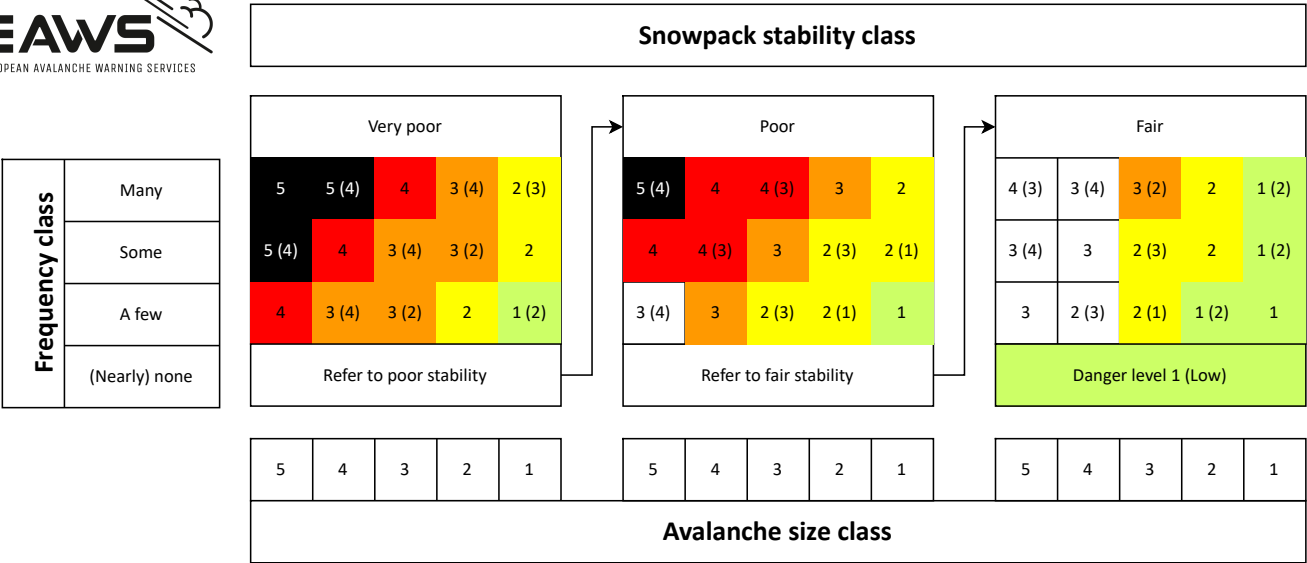 EAWS
Snowpack stability class
Very poor
Poor
Fair
Frequency class
Many
5 5 (4) 4 3 (4) 2 (3)
5 (4) 4 4 (3) 3 2
4 (3) 3 (4) 3 (2) 2 1 (2)
Some
5 (4) 4 3 (4) 3 (2) 2
4 4 (3) 3 2 (3) 2 (1)
3 (4) 3 2 (3) 2 1 (2)
A few
4 3 (4) 3 (2) 2 1 (2)
3 (4) 3 2 (3) 2 (1) 1
3 2 (3) 2 (1) 1 (2) 1
(Nearly) none
Refer to poor stability
Refer to fair stability
Danger level 1 (Low)
5 4 3 2 1
5 4 3 2 1
5 4 3 2 1
Avalanche size class
OPEAN AVALANCHE WARNING SERVICES